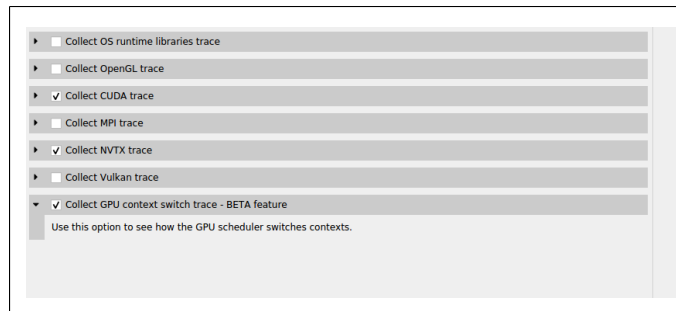 Collect OS runtime libraries trace
Collect OpenGL trace
Collect CUDA trace
Collect MPI trace
Collect NVTX trace
Collect Vulkan trace
Collect GPU context switch trace - BETA feature
Use this option to see how the GPU scheduler switches contexts.